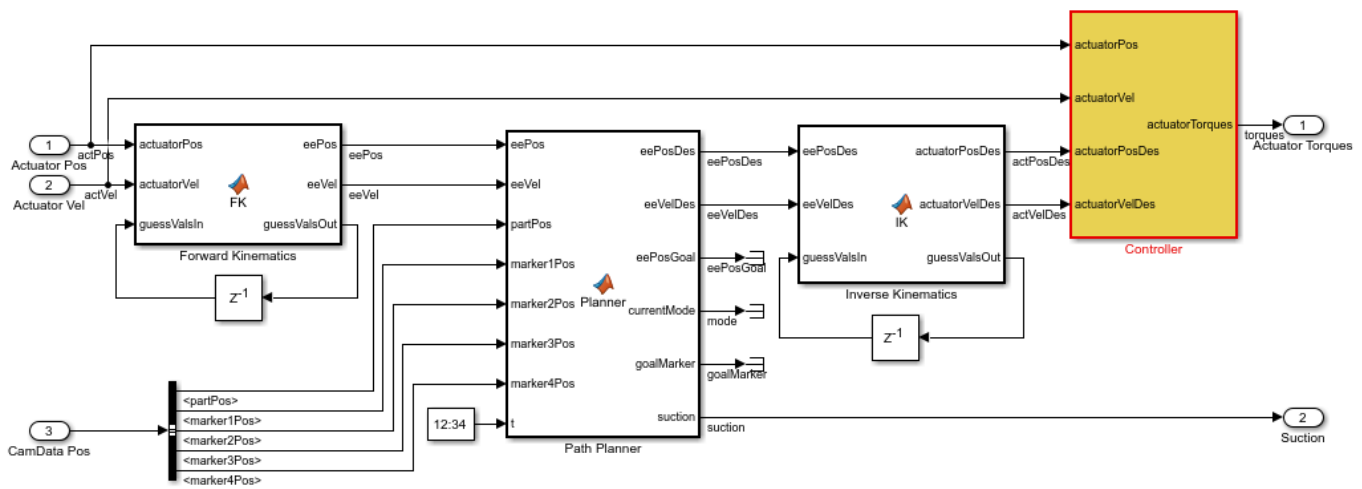 actuatorPos
actuatorVel
actuatorTorques
actuatorPosDes
actuatorVelDes
Controller
torques
1
Actuator Torques
1
Actuator Pos
actPos
2
Actuator Vel
actVel
actuatorPos
actuatorVel
guessValsIn
FK
eePos
eeVel
guessValsOut
Forward Kinematics
Z-1
eePos
eeVel
eePos
eeVel
partPos
marker1Pos
marker2Pos
marker3Pos
marker4Pos
t
Planner
eePosDes
eeVelDes
eePosGoal
currentMode
goalMarker
suction
Path Planner
eePosDes
eeVelDes
eePosGoal
mode
goalMarker
suction
eePosDes
eeVelDes
guessValsIn
IK
actuatorPosDes
actuatorVelDes
guessValsOut
Inverse Kinematics
Z-1
actPosDes
actVelDes
3
CamData Pos
<partPos>
<marker1Pos>
<marker2Pos>
<marker3Pos>
<marker4Pos>
12:34
2
Suction